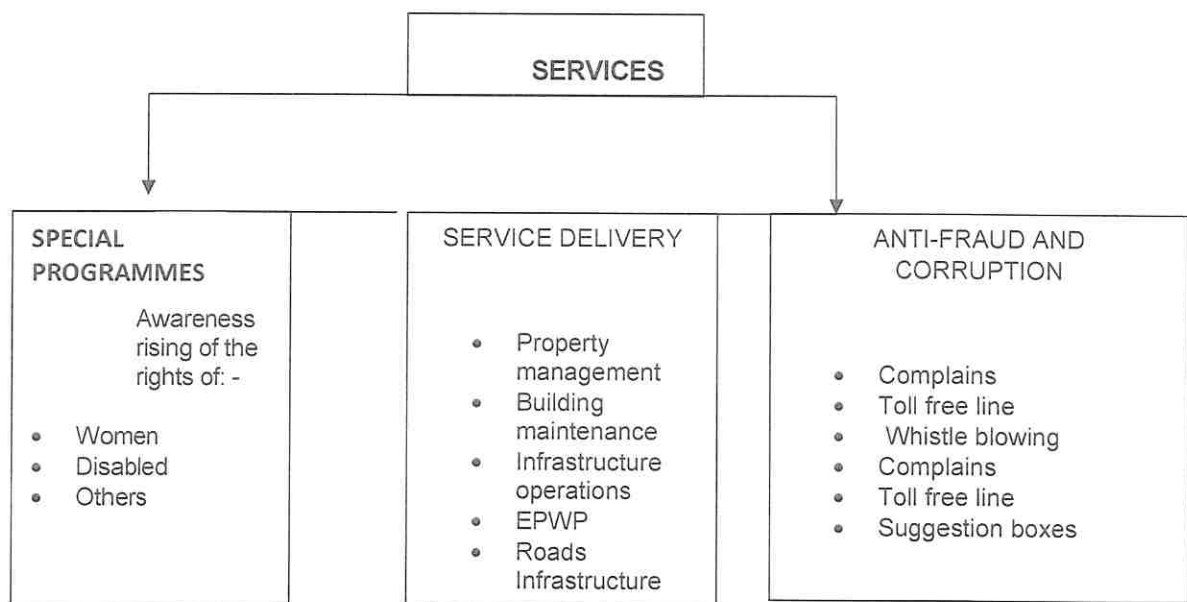 SERVICES
SPECIAL
PROGRAMMES
Awareness
rising of the
rights of: -
• Women
• Disabled
• Others
SERVICE DELIVERY
• Property
management
• Building
maintenance
• Infrastructure
operations
• EPWP
• Roads
Infrastructure
ANTI-FRAUD AND
CORRUPTION
• Complains
• Toll free line
• Whistle blowing
• Complains
• Toll free line
• Suggestion boxes